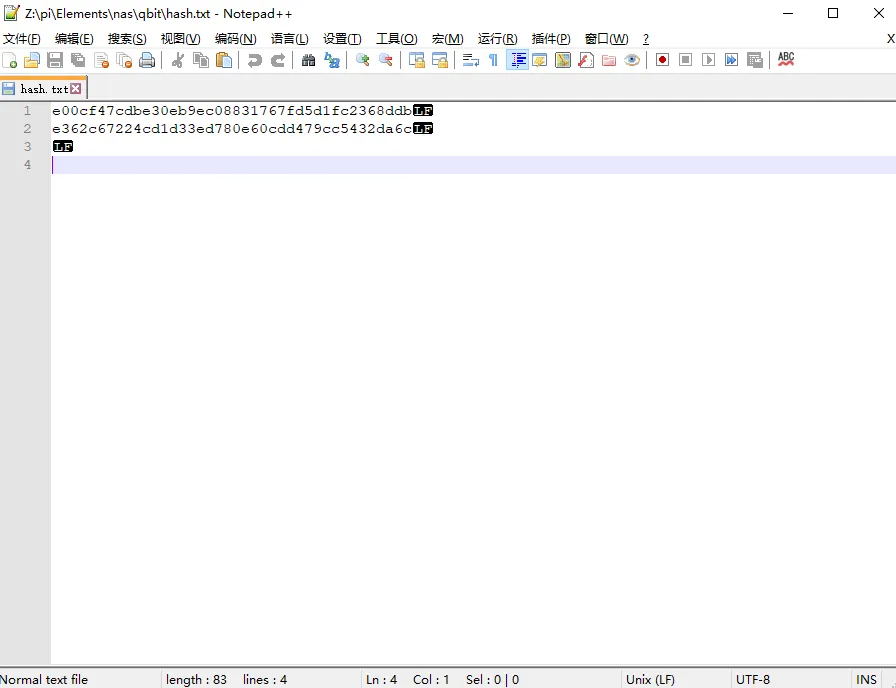 Z:\pi\Elements\nas\qbit\hash.txt - Notepad++
文件(F) 编辑(E) 搜索(S) 视图(V) 编码(N) 语言(L) 设置(T) 工具(O) 宏(M) 运行(R) 插件(P) 窗口(W) ? X
ABC
hash.txt
1 e00cf47cdbe30eb9ec08831767fd5d1fc2368ddbLF
2 e362c67224cd1d33ed780e60cdd479cc5432da6cLF
3 LF
4
Normal text file length : 83 lines : 4 Ln : 4 Col : 1 Sel : 0 | 0 Unix (LF) UTF-8 INS